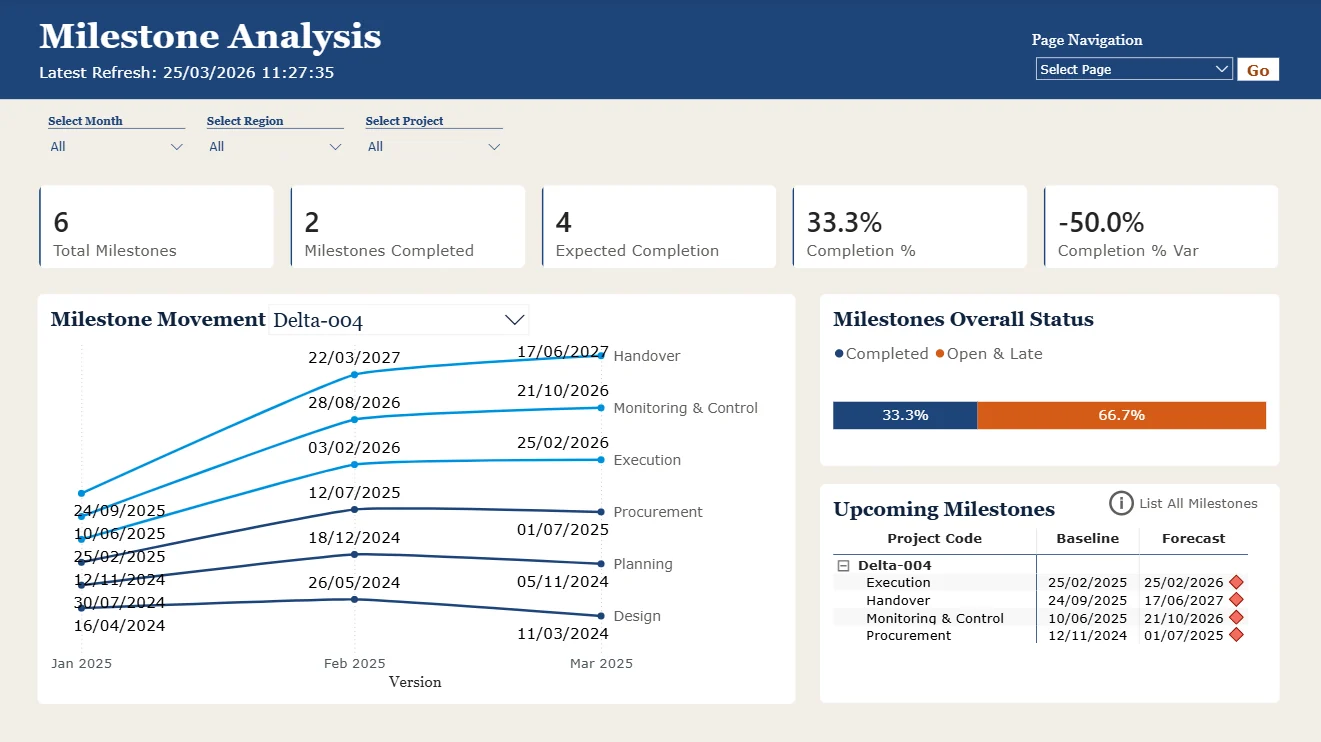 Milestone Analysis
Latest Refresh: 25/03/2026 11:27:35
Page Navigation
Select Page
Go
Select Month
All
Select Region
All
Select Project
All
6
Total Milestones
2
Milestones Completed
4
Expected Completion
33.3%
Completion %
-50.0%
Completion % Var
Milestone Movement Delta-004
22/03/2027 17/06/2027 Handover
28/08/2026 21/10/2026 Monitoring & Control
03/02/2026 25/02/2026 Execution
24/09/2025 12/07/2025 01/07/2025 Procurement
10/06/2025 18/12/2024 05/11/2024 Planning
25/02/2025 26/05/2024 11/03/2024 Design
12/11/2024
30/07/2024
16/04/2024
Jan 2025 Feb 2025 Mar 2025
Version
Milestones Overall Status
Completed Open & Late
33.3% 66.7%
Upcoming Milestones
List All Milestones
Project Code Baseline Forecast
Delta-004
Execution 25/02/2025 25/02/2026
Handover 24/09/2025 17/06/2027
Monitoring & Control 10/06/2025 21/10/2026
Procurement 12/11/2024 01/07/2025